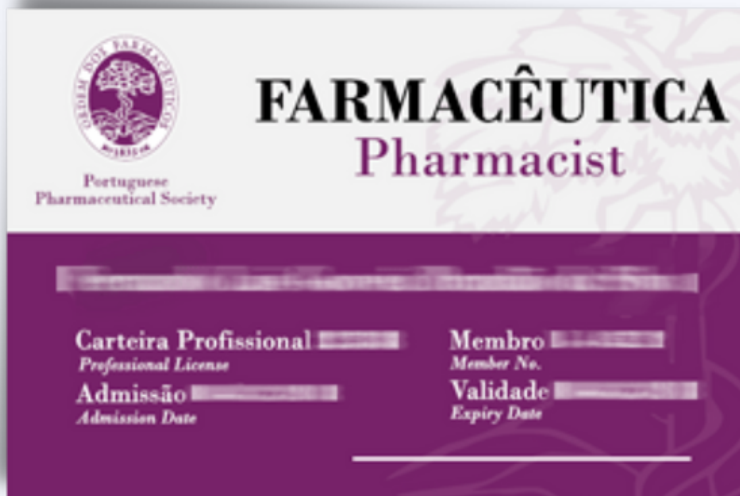 ORDEM DOS FARMACÊUTICOS
Portuguese
Pharmaceutical Society
FARMACÊUTICA
Pharmacist
Carteira Profissional
Professional License
Admissão
Admission Date
Membro
Member No.
Validade
Expiry Date